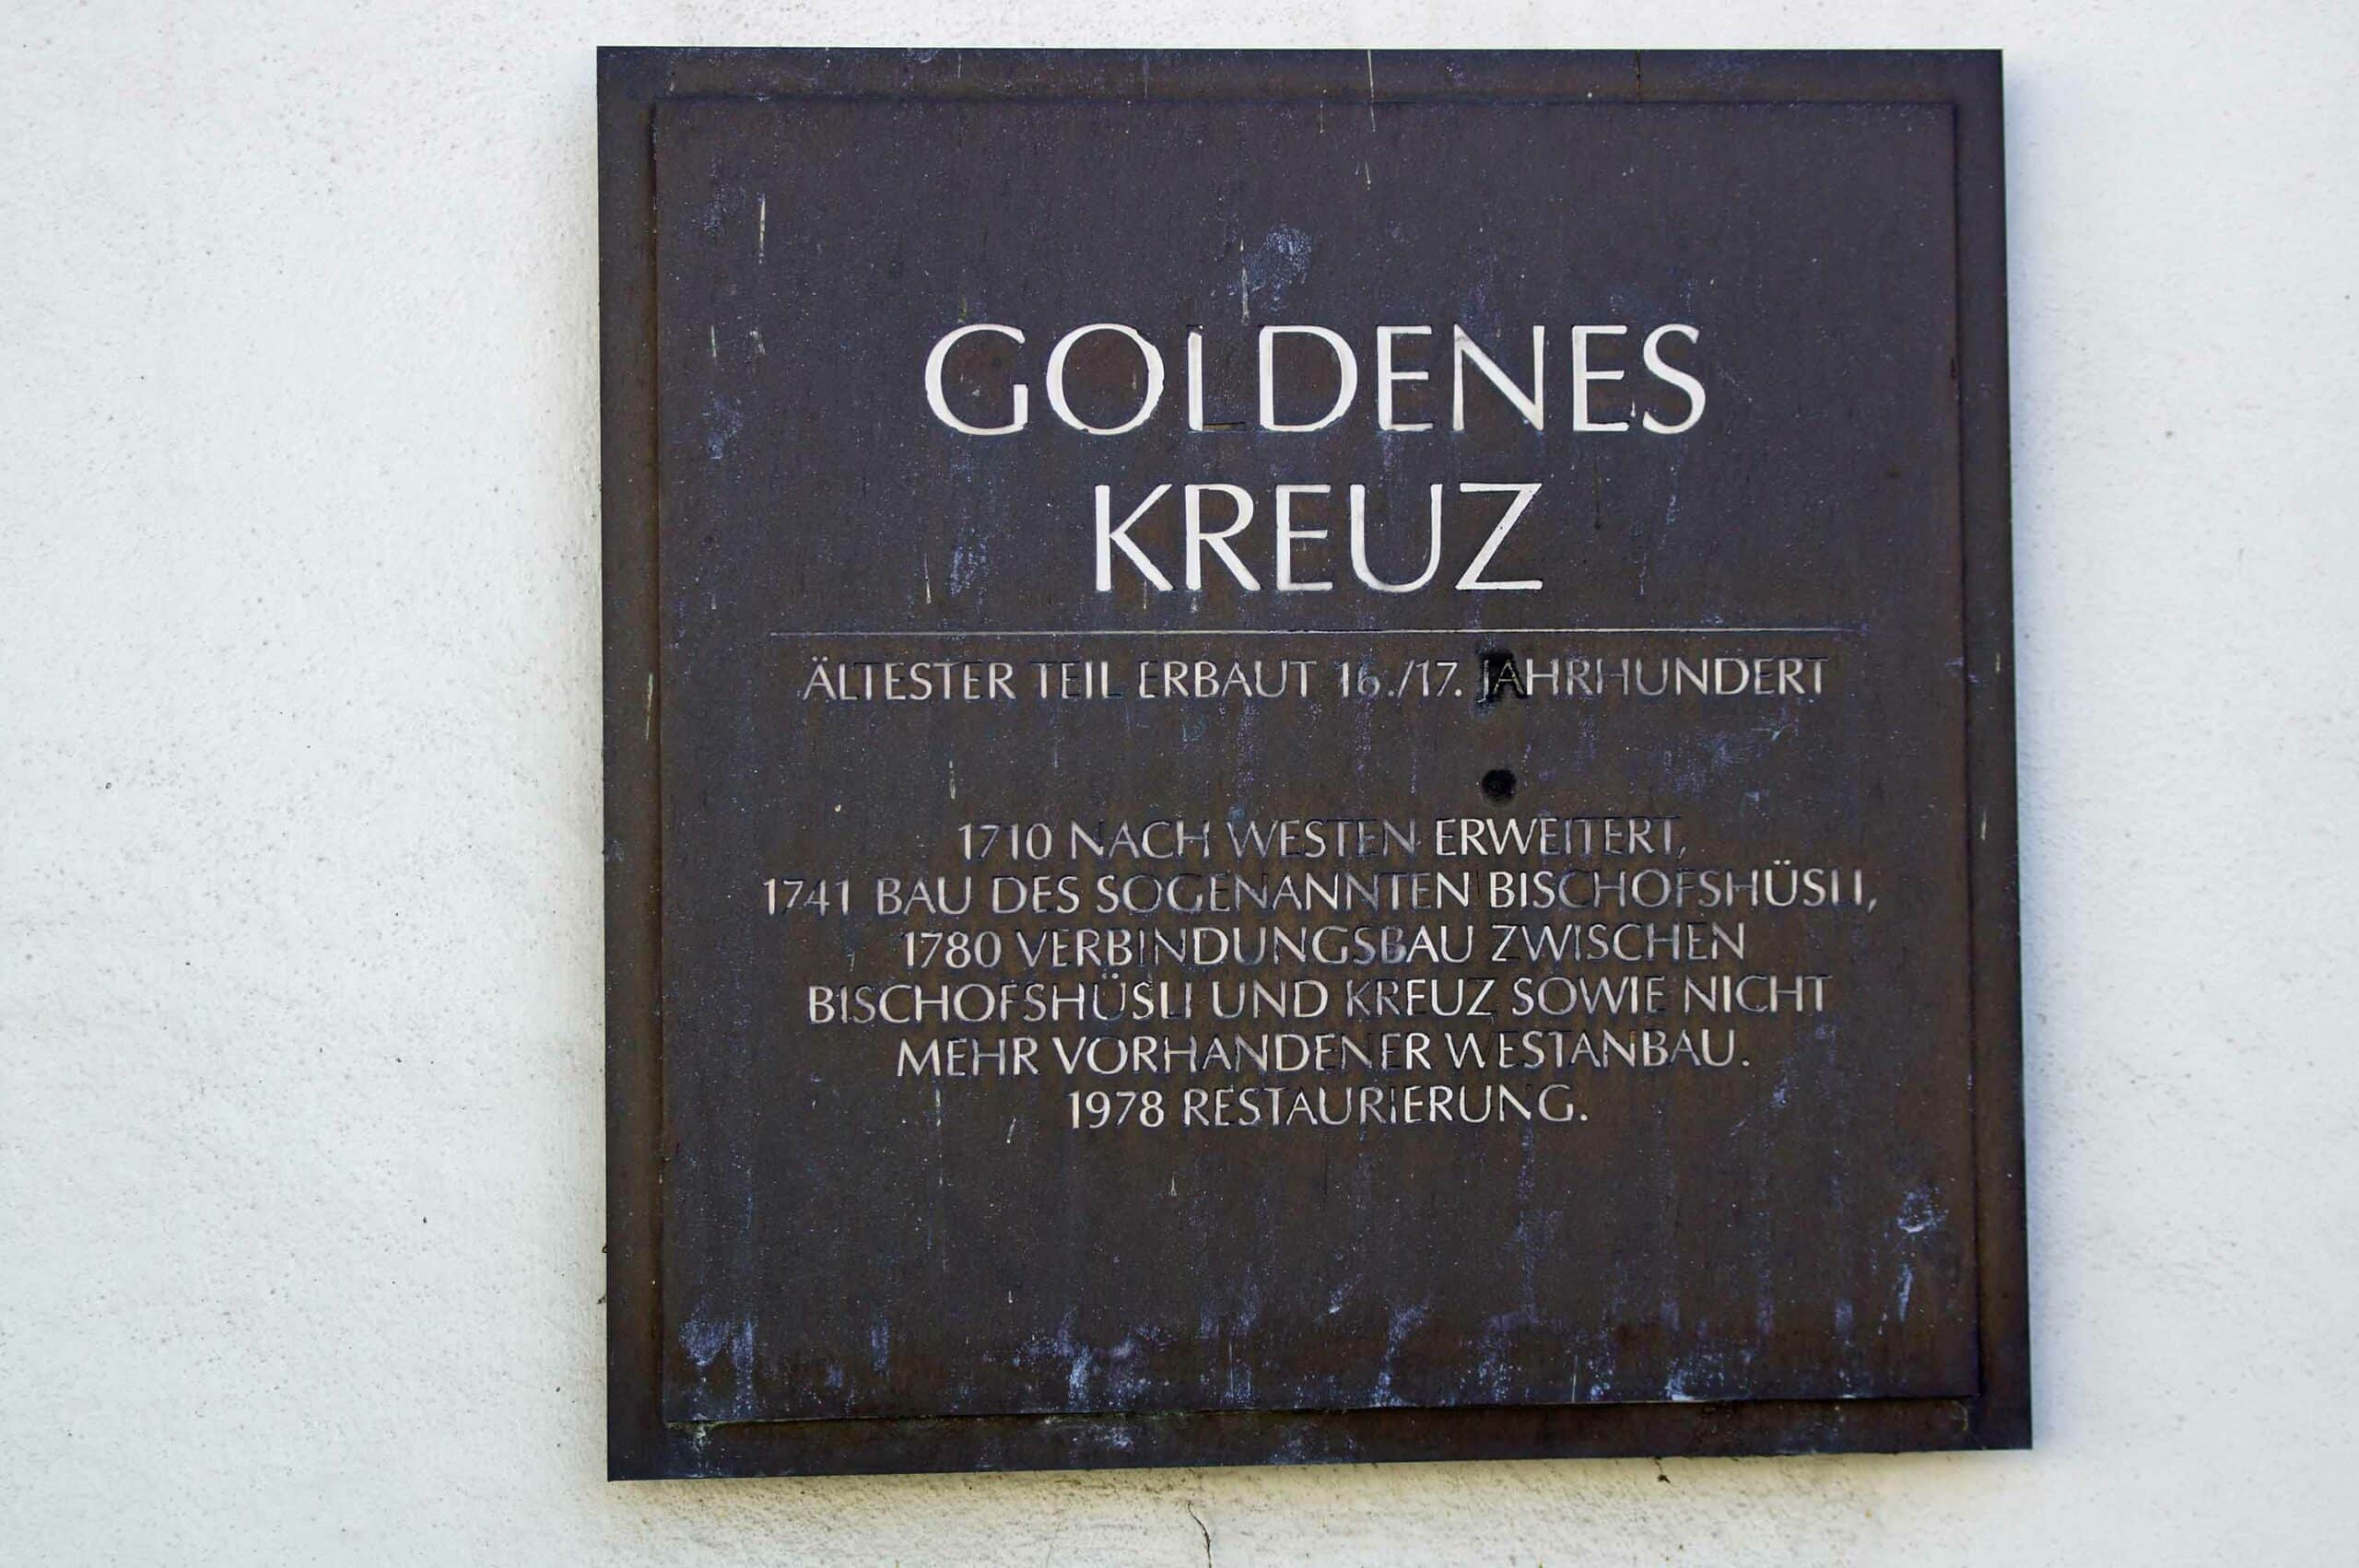 GOLDENES
KREUZ
ÄLTESTER TEIL ERBAUT 16./17. JAHRHUNDERT
1710 NACH WESTEN ERWEITERT,
1741 BAU DES SOGENANNTEN BISCHOFSHÜSLI,
1780 VERBINDUNGSBAU ZWISCHEN
BISCHOFSHÜSLI UND KREUZ SOWIE NICHT
MEHR VORHANDENER WESTANBAU.
1978 RESTAURIERUNG.